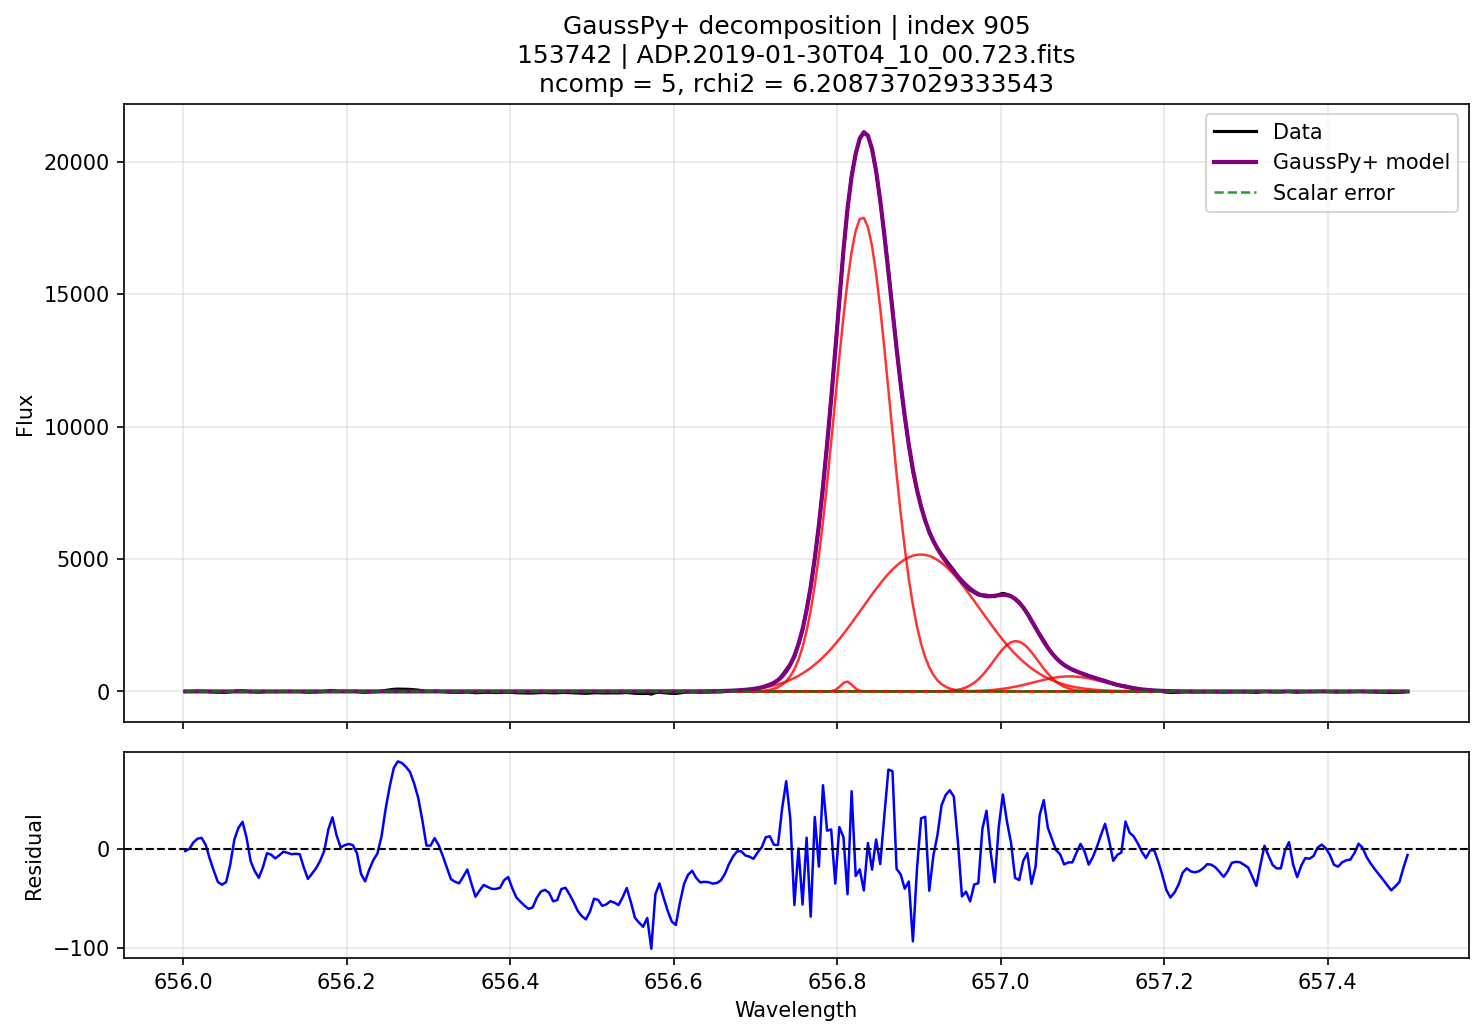 GaussPy+ decomposition | index 905
153742 | ADP.2019-01-30T04_10_00.723.fits
ncomp = 5, rchi2 = 6.208737029333543
Data
GaussPy+ model
Scalar error
Flux
20000
15000
10000
5000
0
Residual
0
−100
656.0
656.2
656.4
656.6
656.8
657.0
657.2
657.4
Wavelength